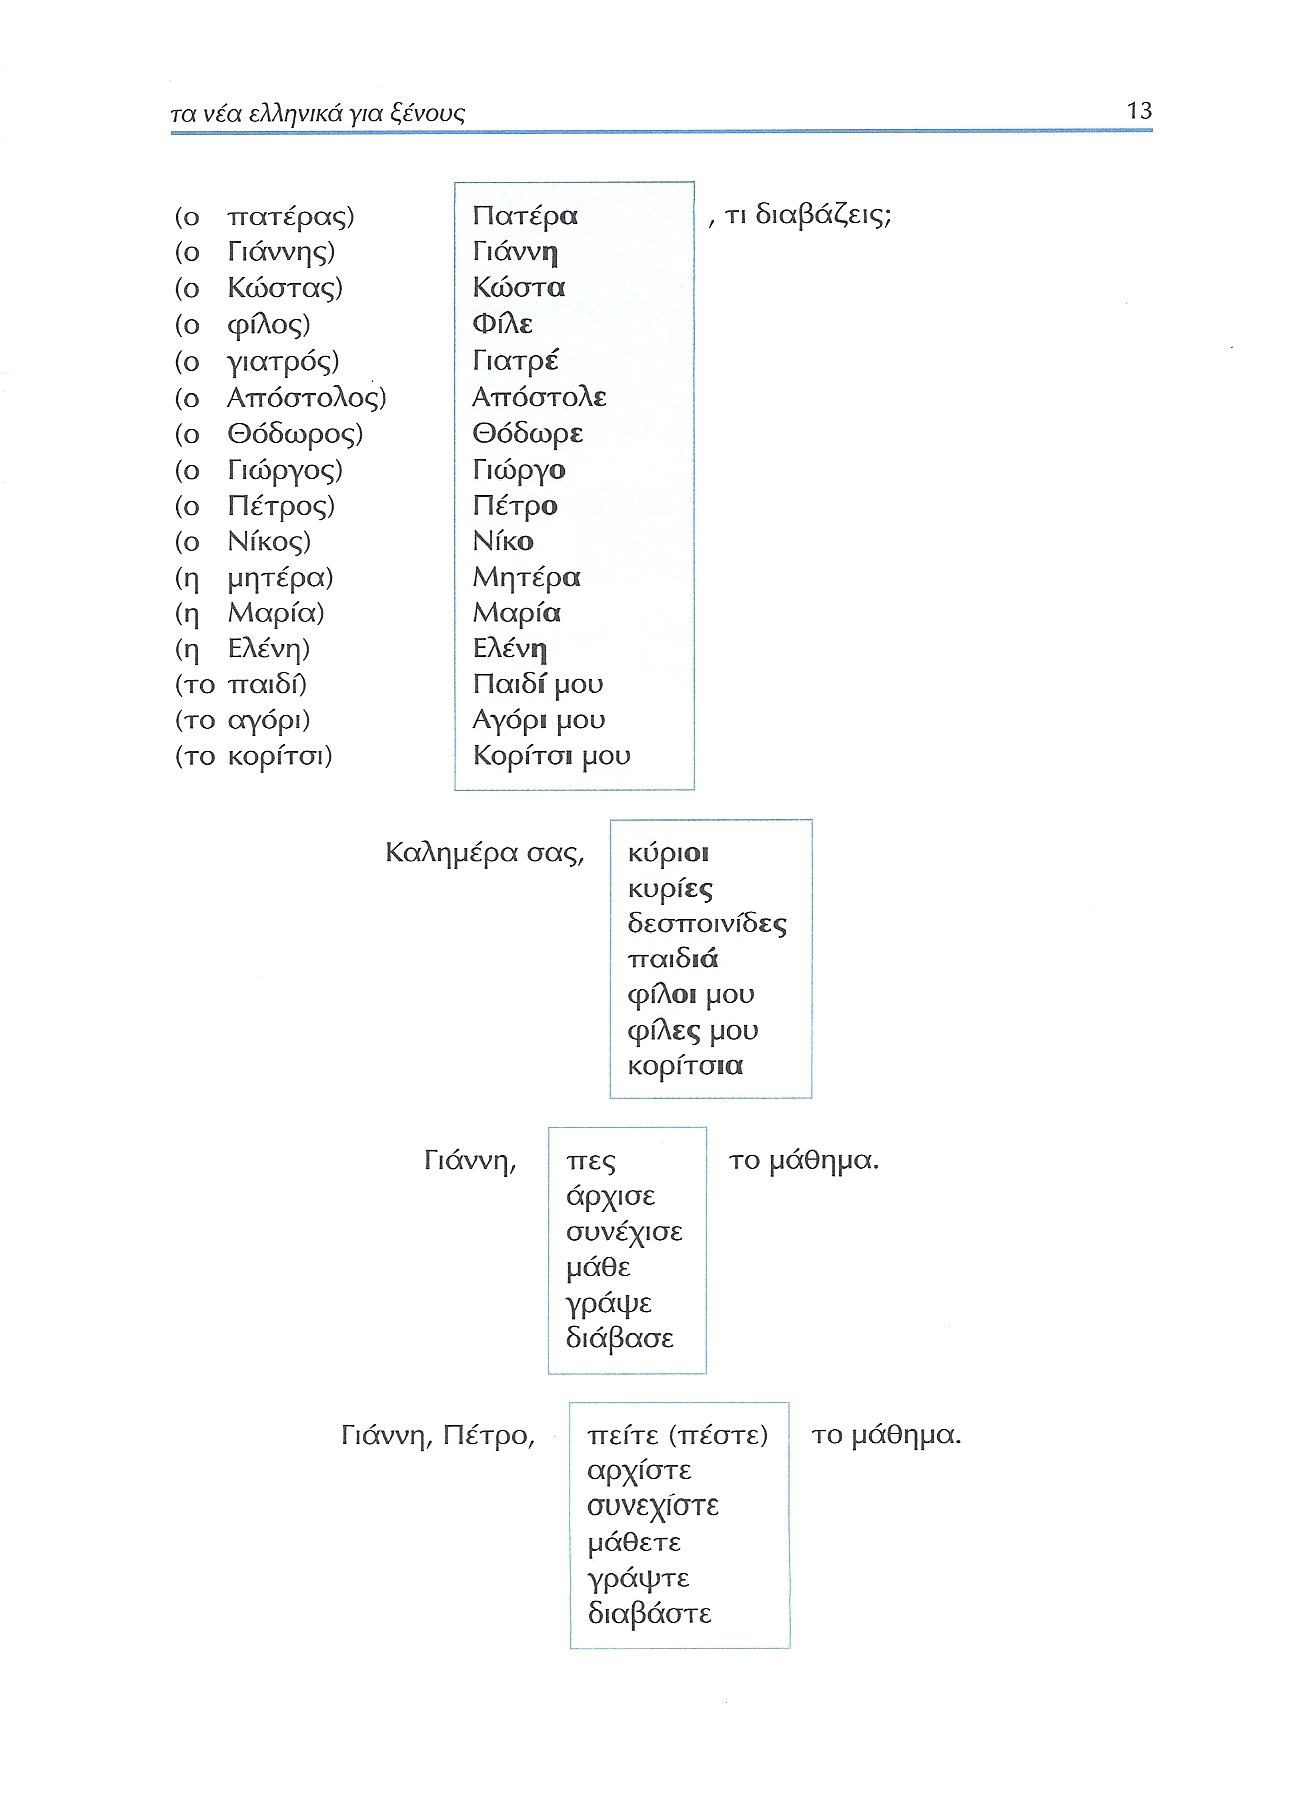 τα νέα ελληνικά για ξένους 13
(ο πατέρας) Πατέρα , τι διαβάζεις;
(ο Γιάννης) Γιάννη
(ο Κώστας) Κώστα
(ο φίλος) Φίλε
(ο γιατρός) Γιατρέ
(ο Απόστολος) Απόστολε
(ο Θόδωρος) Θόδωρε
(ο Γιώργος) Γιώργο
(ο Πέτρος) Πέτρο
(ο Νίκος) Νίκο
(η μητέρα) Μητέρα
(η Μαρία) Μαρία
(η Ελένη) Ελένη
(το παιδί) Παιδί μου
(το αγόρι) Αγόρι μου
(το κορίτσι) Κορίτσι μου
Καλημέρα σας, κύριοι
κυρίες
δεσποινίδες
παιδιά
φίλοι μου
φίλες μου
κορίτσια
Γιάννη, πες το μάθημα.
άρχισε
συνέχισε
μάθε
γράψε
διάβασε
Γιάννη, Πέτρο, πείτε (πέστε) το μάθημα.
αρχίστε
συνεχίστε
μάθετε
γράψτε
διαβάστε